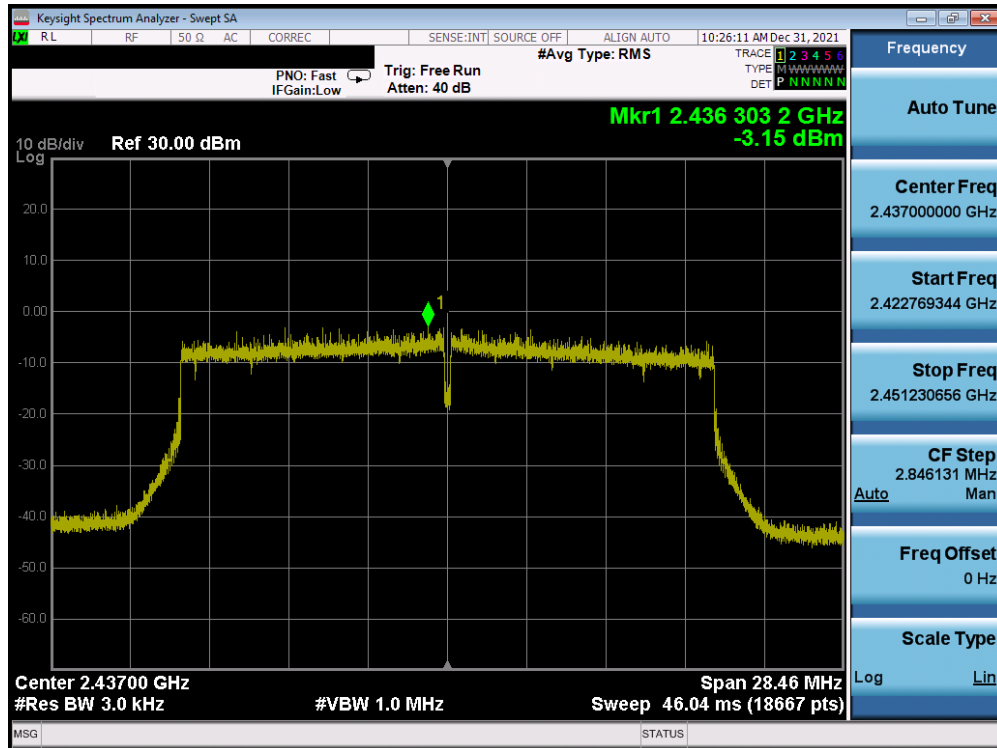 Keysight Spectrum Analyzer - Swept SA
LXI RL RF 50 Ω AC CORREC SENSE:INT SOURCE OFF ALIGN AUTO 10:26:11 AM Dec 31, 2021
#Avg Type: RMS
TRACE 1 2 3 4 5 6
PNO: Fast Trig: Free Run
TYPE M WWWWW
IFGain:Low Atten: 40 dB
DET P N N N N N
Mkr1 2.436 303 2 GHz
-3.15 dBm
10 dB/div Ref 30.00 dBm
Log
20.0
10.0
0.00
-10.0
-20.0
-30.0
-40.0
-50.0
-60.0
1
Center 2.43700 GHz Span 28.46 MHz
#Res BW 3.0 kHz #VBW 1.0 MHz Sweep 46.04 ms (18667 pts)
MSG STATUS
Frequency
Auto Tune
Center Freq
2.437000000 GHz
Start Freq
2.422769344 GHz
Stop Freq
2.451230656 GHz
CF Step
2.846131 MHz
Auto Man
Freq Offset
0 Hz
Scale Type
Log Lin